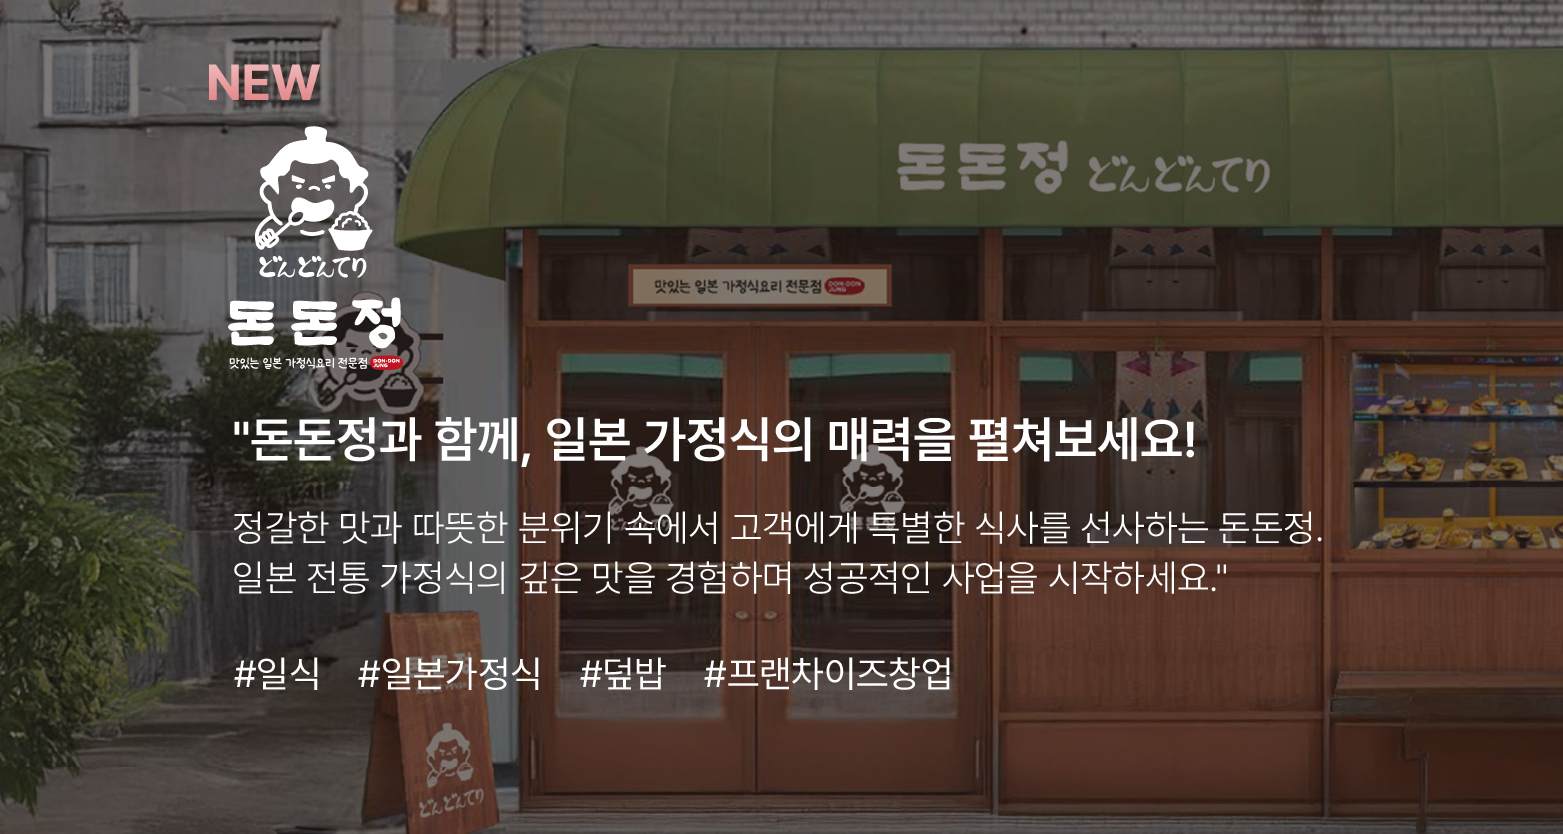 NEW
どんどんてり
돈돈정
맛있는 일본 가정식요리 전문점 DON·DON JUNG
돈돈정 どんどんてり
맛있는 일본 가정식요리 전문점 DON·DON JUNG
"돈돈정과 함께, 일본 가정식의 매력을 펼쳐보세요!
정갈한 맛과 따뜻한 분위기 속에서 고객에게 특별한 식사를 선사하는 돈돈정.
일본 전통 가정식의 깊은 맛을 경험하며 성공적인 사업을 시작하세요."
#일식 #일본가정식 #덮밥 #프랜차이즈창업
どんどんてり